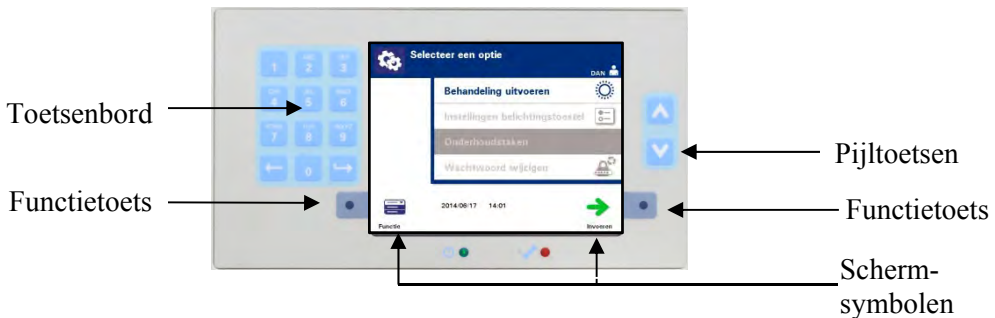 Selecteer een optie
DAN
Behandeling uitvoeren
Instellingen belichtingstoestel
Onderhoudstaken
Wachtwoord wijzigen
2014/06/17 14:01
Functie
Invoeren
1 2 3
4 5 6
7 8 9
0
Toetsenbord
Functietoets
Pijltoetsen
Functietoets
Scherm-
symbolen